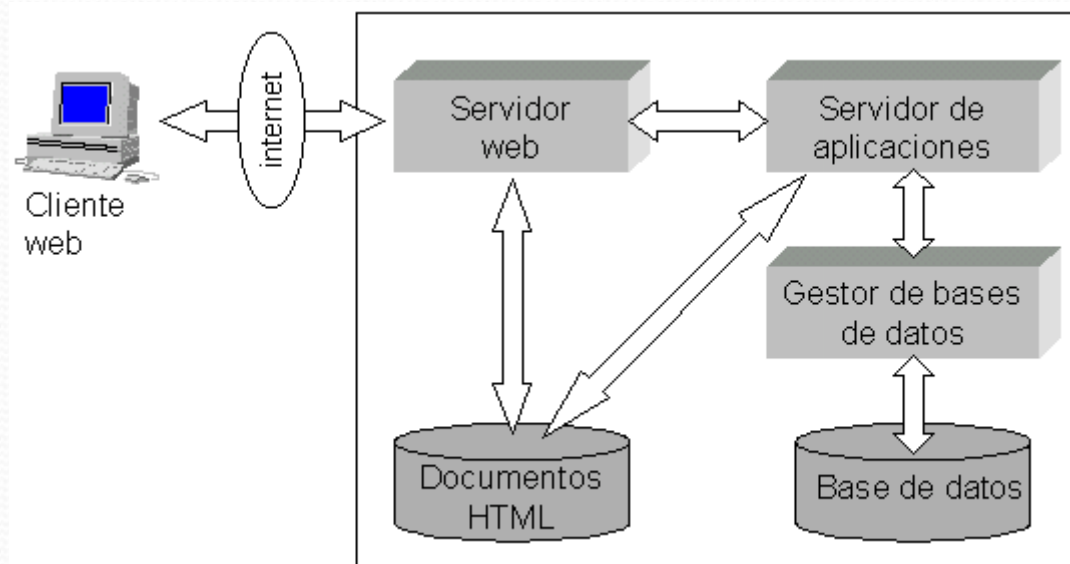 Cliente
web
internet
Servidor
web
Servidor de
aplicaciones
Gestor de bases
de datos
Documentos
HTML
Base de datos